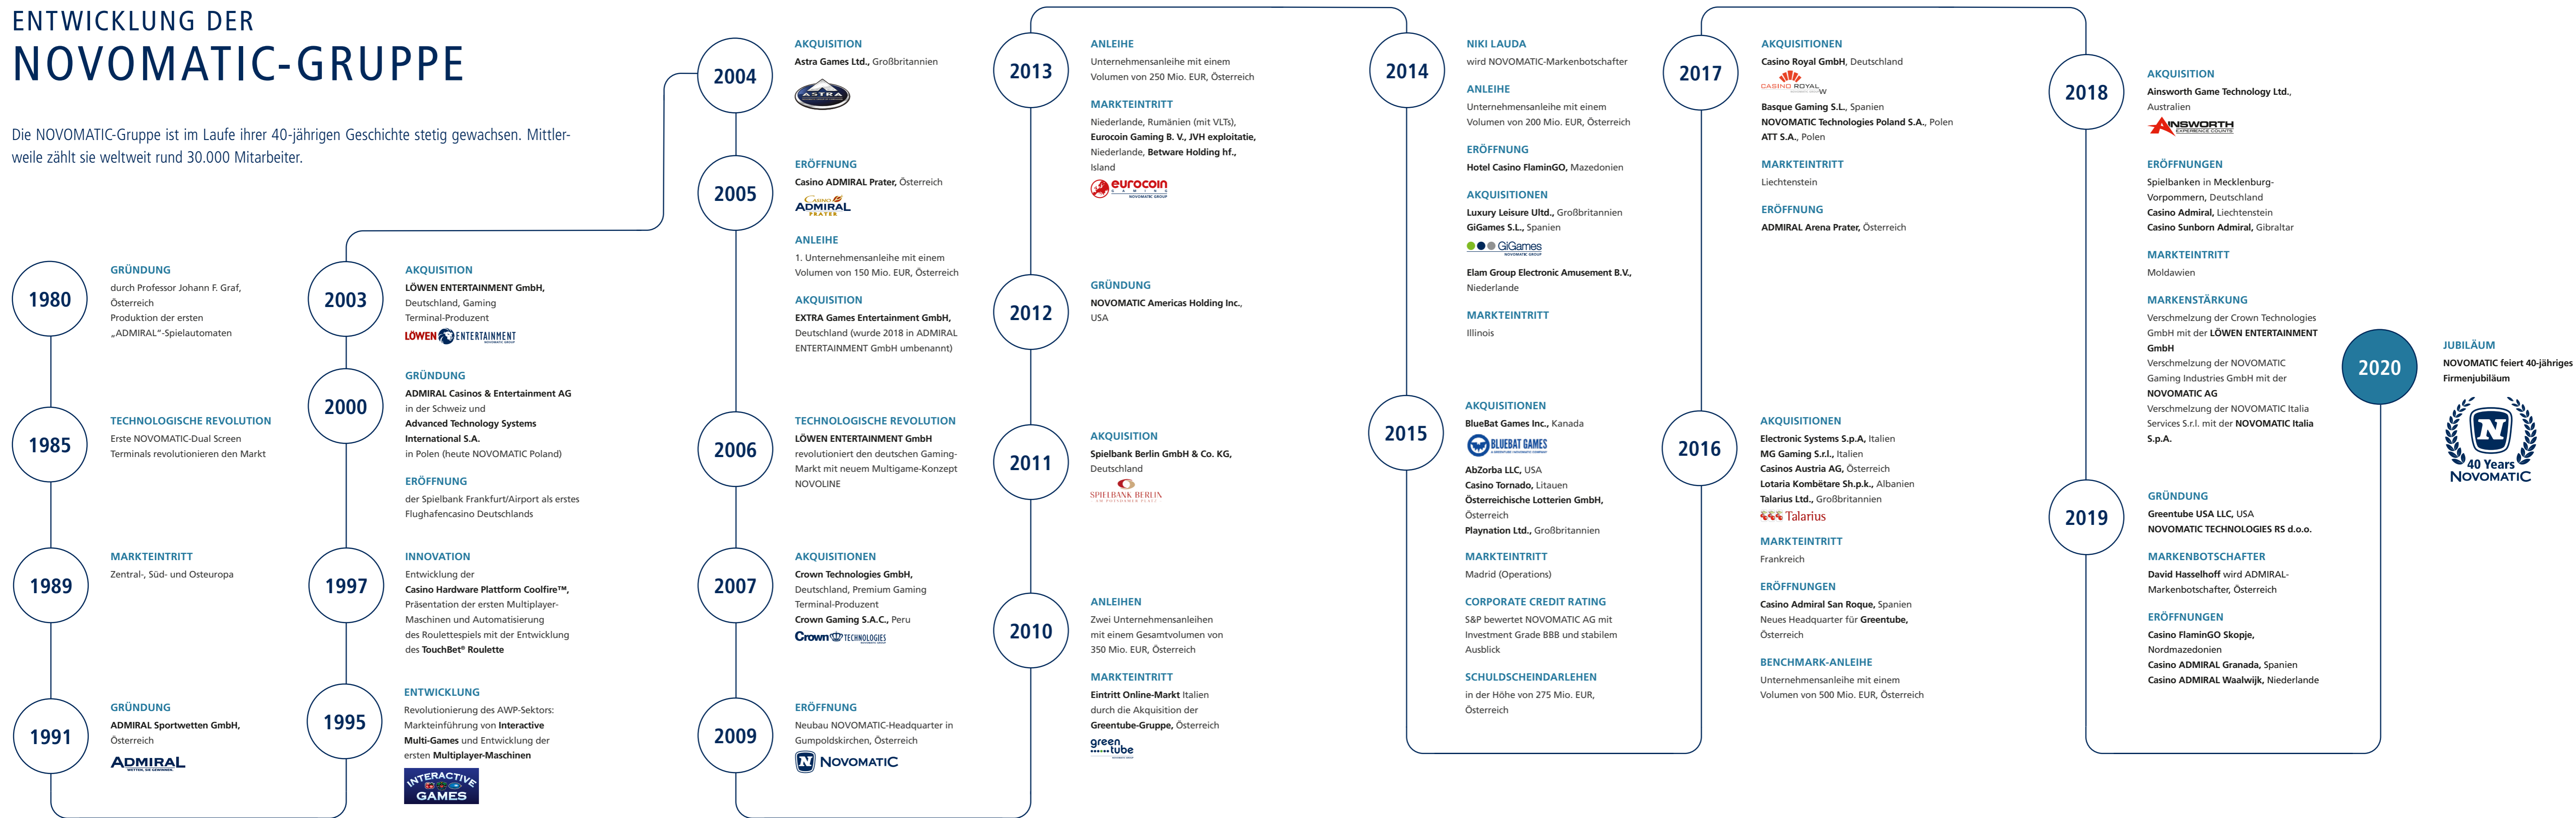 ENTWICKLUNG DER
NOVOMATIC-GRUPPE
Die NOVOMATIC-Gruppe ist im Laufe ihrer 40-jährigen Geschichte stetig gewachsen. Mittler-
weile zählt sie weltweit rund 30.000 Mitarbeiter.
1980
GRÜNDUNG
durch Professor Johann F. Graf,
Österreich
Produktion der ersten
„ADMIRAL“-Spielautomaten
1985
TECHNOLOGISCHE REVOLUTION
Erste NOVOMATIC-Dual Screen
Terminals revolutionieren den Markt
1989
MARKTEINTRITT
Zentral-, Süd- und Osteuropa
1991
GRÜNDUNG
ADMIRAL Sportwetten GmbH,
Österreich
ADMIRAL
WETTEN, SIE GEWINNEN.
1995
ENTWICKLUNG
Revolutionierung des AWP-Sektors:
Markteinführung von Interactive
Multi-Games und Entwicklung der
ersten Multiplayer-Maschinen
INTERACTIVE
GAMES
1997
INNOVATION
Entwicklung der
Casino Hardware Plattform Coolfire™,
Präsentation der ersten Multiplayer-
Maschinen und Automatisierung
des Roulettespiels mit der Entwicklung
des TouchBet® Roulette
2000
GRÜNDUNG
ADMIRAL Casinos & Entertainment AG
in der Schweiz und
Advanced Technology Systems
International S.A.
in Polen (heute NOVOMATIC Poland)
ERÖFFNUNG
der Spielbank Frankfurt/Airport als erstes
Flughafencasino Deutschlands
2003
AKQUISITION
LÖWEN ENTERTAINMENT GmbH,
Deutschland, Gaming
Terminal-Produzent
LÖWEN ENTERTAINMENT
NOVOMATIC GROUP
2004
AKQUISITION
Astra Games Ltd., Großbritannien
ASTRA
2005
ERÖFFNUNG
Casino ADMIRAL Prater, Österreich
CASINO
ADMIRAL
PRATER
ANLEIHE
1. Unternehmensanleihe mit einem
Volumen von 150 Mio. EUR, Österreich
AKQUISITION
EXTRA Games Entertainment GmbH,
Deutschland (wurde 2018 in ADMIRAL
ENTERTAINMENT GmbH umbenannt)
2006
TECHNOLOGISCHE REVOLUTION
LÖWEN ENTERTAINMENT GmbH
revolutioniert den deutschen Gaming-
Markt mit neuem Multigame-Konzept
NOVOLINE
2007
AKQUISITIONEN
Crown Technologies GmbH,
Deutschland, Premium Gaming
Terminal-Produzent
Crown Gaming S.A.C., Peru
Crown TECHNOLOGIES
NOVOMATIC GROUP
2009
ERÖFFNUNG
Neubau NOVOMATIC-Headquarter in
Gumpoldskirchen, Österreich
N NOVOMATIC
2010
ANLEIHEN
Zwei Unternehmensanleihen
mit einem Gesamtvolumen von
350 Mio. EUR, Österreich
MARKTEINTRITT
Eintritt Online-Markt Italien
durch die Akquisition der
Greentube-Gruppe, Österreich
green
tube
2011
AKQUISITION
Spielbank Berlin GmbH & Co. KG,
Deutschland
SPIELBANK BERLIN
AM POTSDAMER PLATZ
2012
GRÜNDUNG
NOVOMATIC Americas Holding Inc.,
USA
2013
ANLEIHE
Unternehmensanleihe mit einem
Volumen von 250 Mio. EUR, Österreich
MARKTEINTRITT
Niederlande, Rumänien (mit VLTs),
Eurocoin Gaming B. V., JVH exploitatie,
Niederlande, Betware Holding hf.,
Island
eurocoin
GAMING
NOVOMATIC GROUP
2014
NIKI LAUDA
wird NOVOMATIC-Markenbotschafter
ANLEIHE
Unternehmensanleihe mit einem
Volumen von 200 Mio. EUR, Österreich
ERÖFFNUNG
Hotel Casino FlaminGO, Mazedonien
AKQUISITIONEN
Luxury Leisure Ultd., Großbritannien
GiGames S.L., Spanien
GiGames
NOVOMATIC GROUP
Elam Group Electronic Amusement B.V.,
Niederlande
MARKTEINTRITT
Illinois
2015
AKQUISITIONEN
BlueBat Games Inc., Kanada
BLUEBAT GAMES
AbZorba LLC, USA
Casino Tornado, Litauen
Österreichische Lotterien GmbH,
Österreich
Playnation Ltd., Großbritannien
MARKTEINTRITT
Madrid (Operations)
CORPORATE CREDIT RATING
S&P bewertet NOVOMATIC AG mit
Investment Grade BBB und stabilem
Ausblick
SCHULDSCHEINDARLEHEN
in der Höhe von 275 Mio. EUR,
Österreich
2016
AKQUISITIONEN
Electronic Systems S.p.A, Italien
MG Gaming S.r.l., Italien
Casinos Austria AG, Österreich
Lotaria Kombëtare Sh.p.k., Albanien
Talarius Ltd., Großbritannien
Talarius
MARKTEINTRITT
Frankreich
ERÖFFNUNGEN
Casino Admiral San Roque, Spanien
Neues Headquarter für Greentube,
Österreich
BENCHMARK-ANLEIHE
Unternehmensanleihe mit einem
Volumen von 500 Mio. EUR, Österreich
2017
AKQUISITIONEN
Casino Royal GmbH, Deutschland
CASINO ROYAL
W
Basque Gaming S.L., Spanien
NOVOMATIC Technologies Poland S.A., Polen
ATT S.A., Polen
MARKTEINTRITT
Liechtenstein
ERÖFFNUNG
ADMIRAL Arena Prater, Österreich
2018
AKQUISITION
Ainsworth Game Technology Ltd.,
Australien
AINSWORTH
EXPERIENCE COUNTS
ERÖFFNUNGEN
Spielbanken in Mecklenburg-
Vorpommern, Deutschland
Casino Admiral, Liechtenstein
Casino Sunborn Admiral, Gibraltar
MARKTEINTRITT
Moldawien
MARKENSTÄRKUNG
Verschmelzung der Crown Technologies
GmbH mit der LÖWEN ENTERTAINMENT
GmbH
Verschmelzung der NOVOMATIC
Gaming Industries GmbH mit der
NOVOMATIC AG
Verschmelzung der NOVOMATIC Italia
Services S.r.l. mit der NOVOMATIC Italia
S.p.A.
2019
GRÜNDUNG
Greentube USA LLC, USA
NOVOMATIC TECHNOLOGIES RS d.o.o.
MARKENBOTSCHAFTER
David Hasselhoff wird ADMIRAL-
Markenbotschafter, Österreich
ERÖFFNUNGEN
Casino FlaminGO Skopje,
Nordmazedonien
Casino ADMIRAL Granada, Spanien
Casino ADMIRAL Waalwijk, Niederlande
2020
JUBILÄUM
NOVOMATIC feiert 40-jähriges
Firmenjubiläum
N
40 Years
NOVOMATIC